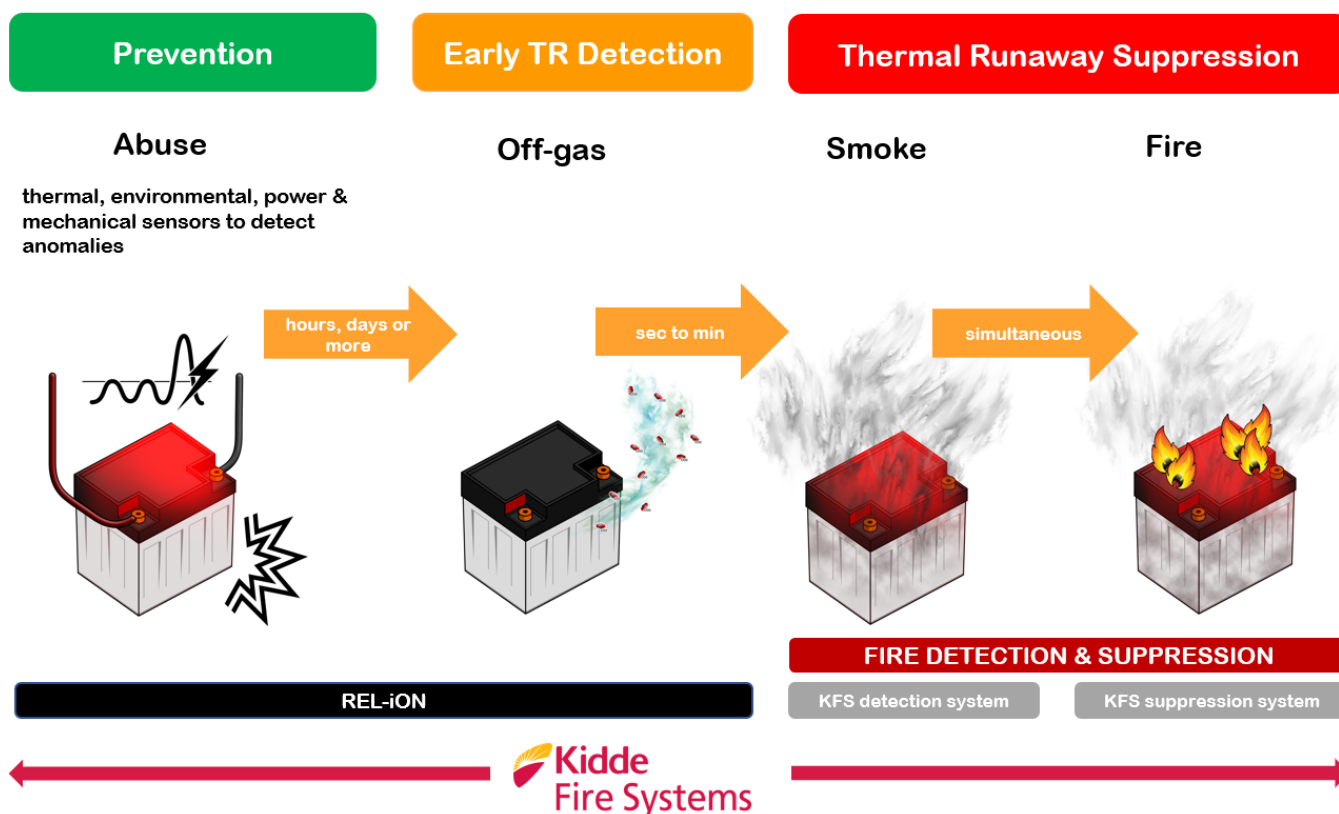 Prevention
Early TR Detection
Thermal Runaway Suppression
Abuse
Off-gas
Smoke
Fire
thermal, environmental, power &
mechanical sensors to detect
anomalies
hours, days or
more
sec to min
simultaneous
FIRE DETECTION & SUPPRESSION
REL-iON
KFS detection system
KFS suppression system
Kidde
Fire Systems